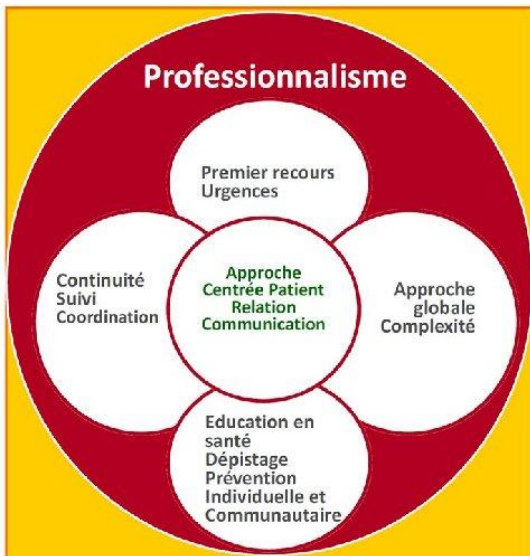 Professionnalisme
Premier recours
Urgences
Continuité
Suivi
Coordination
Approche
Centrée Patient
Relation
Communication
Approche
globale
Complexité
Education en
santé
Dépistage
Prévention
Individuelle et
Communautaire